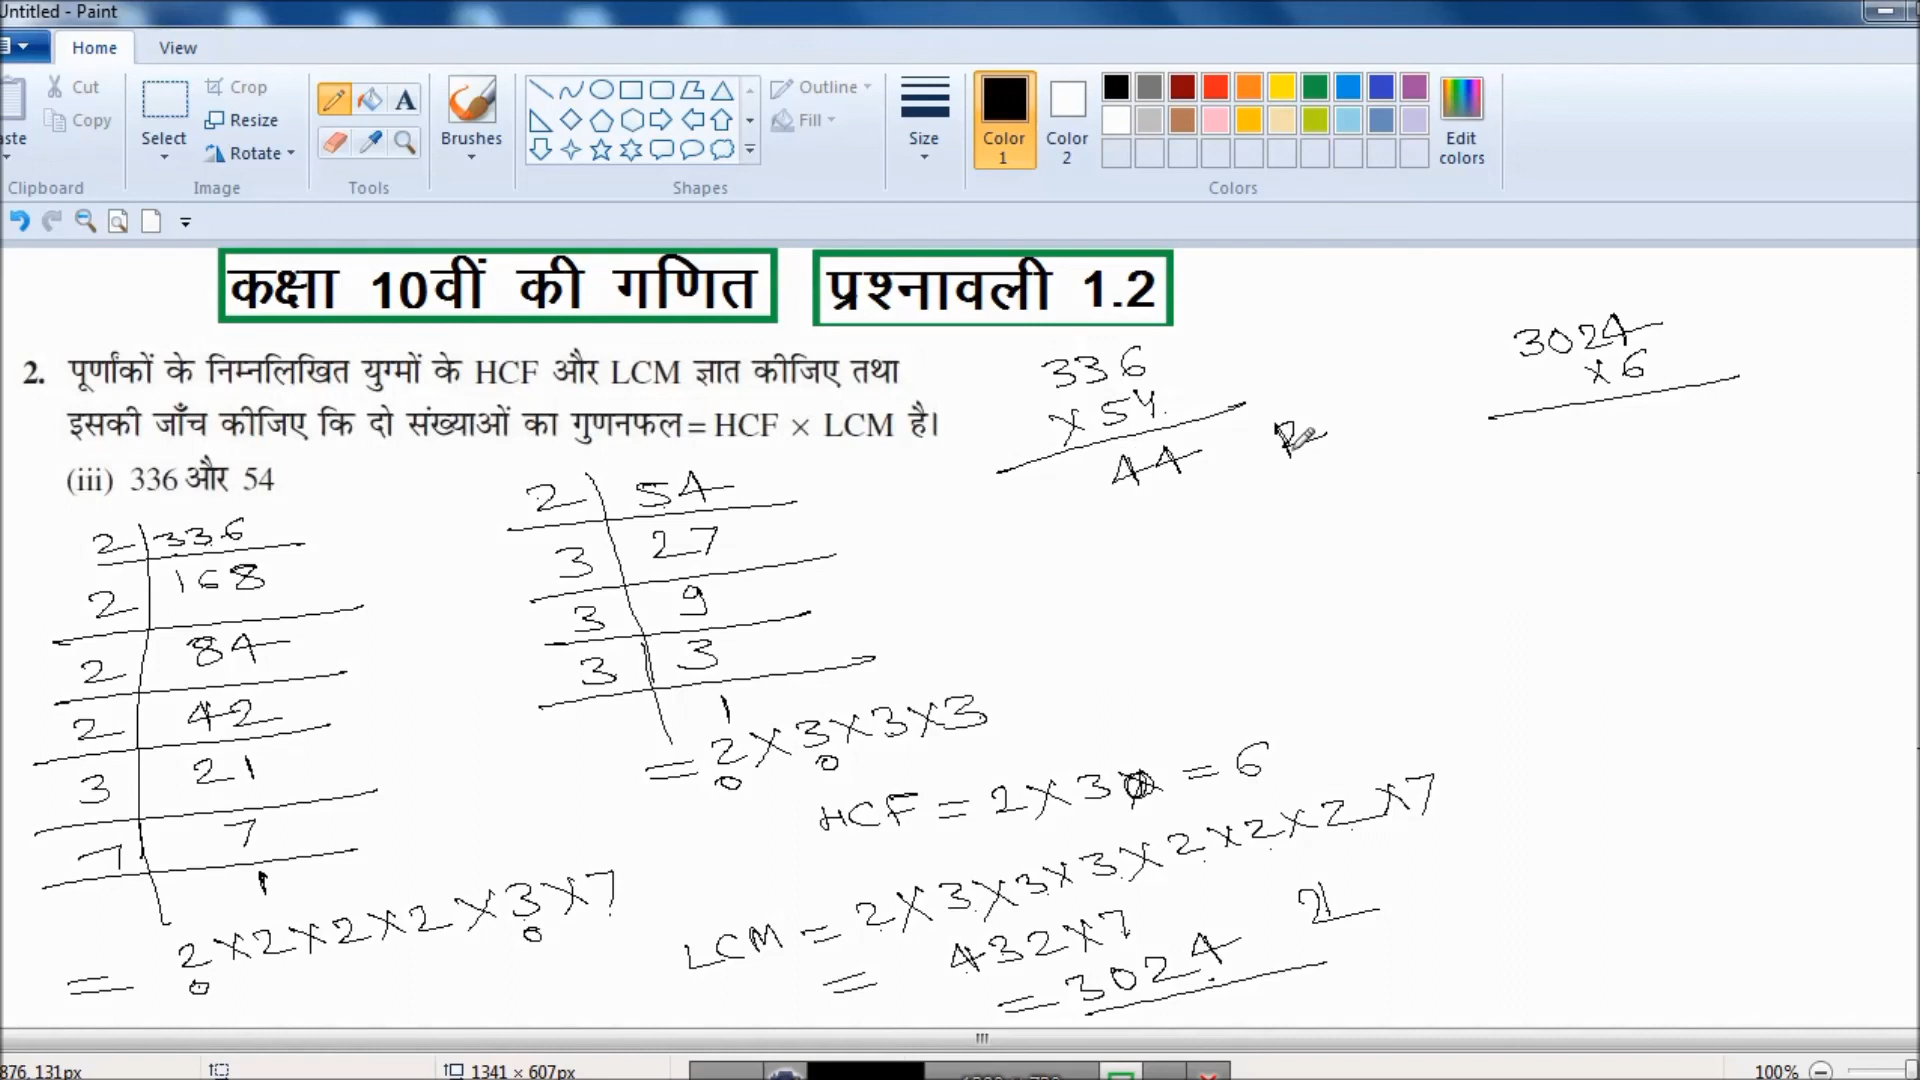 Untitled - Paint
Home View
Cut
Copy
Clipboard
Select
Crop
Resize
Rotate
Image
Tools
Brushes
Shapes
Outline
Fill
Size
Color 1
Color 2
Edit colors
Colors
कक्षा 10वीं की गणित प्रश्नावली 1.2
2. पूर्णांकों के निम्नलिखित युग्मों के HCF और LCM ज्ञात कीजिए तथा
इसकी जाँच कीजिए कि दो संख्याओं का गुणनफल = HCF × LCM है।
(iii) 336 और 54
2 336
2 168
2 84
2 42
3 21
7 7
1
= 2×2×2×2×3×7
2 54
3 27
3 9
3 3
1
= 2×3×3×3
HCF = 2×3 = 6
LCM = 2×3×3×3×2×2×2×7
= 432×7
= 3024
336
×54
44
3024
×6
876, 131px
1341 × 607px
100%